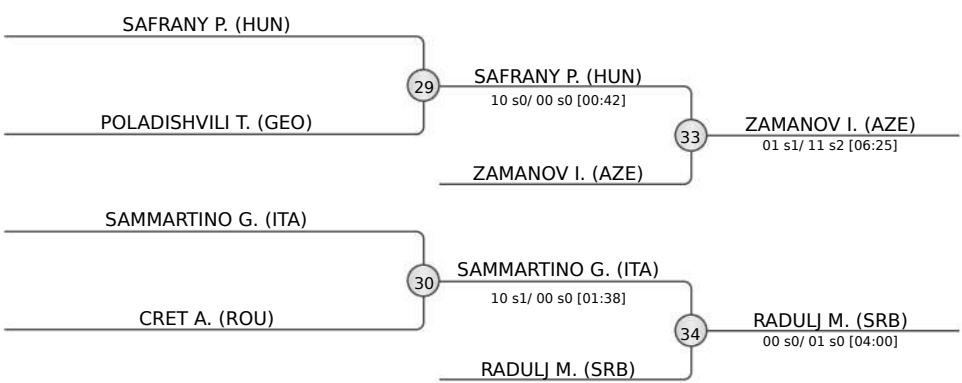 SAFRANY P. (HUN)
29
POLADISHVILI T. (GEO)
SAFRANY P. (HUN)
10 s0/ 00 s0 [00:42]
33
ZAMANOV I. (AZE)
ZAMANOV I. (AZE)
01 s1/ 11 s2 [06:25]
SAMMARTINO G. (ITA)
30
CRET A. (ROU)
SAMMARTINO G. (ITA)
10 s1/ 00 s0 [01:38]
34
RADULJ M. (SRB)
RADULJ M. (SRB)
00 s0/ 01 s0 [04:00]